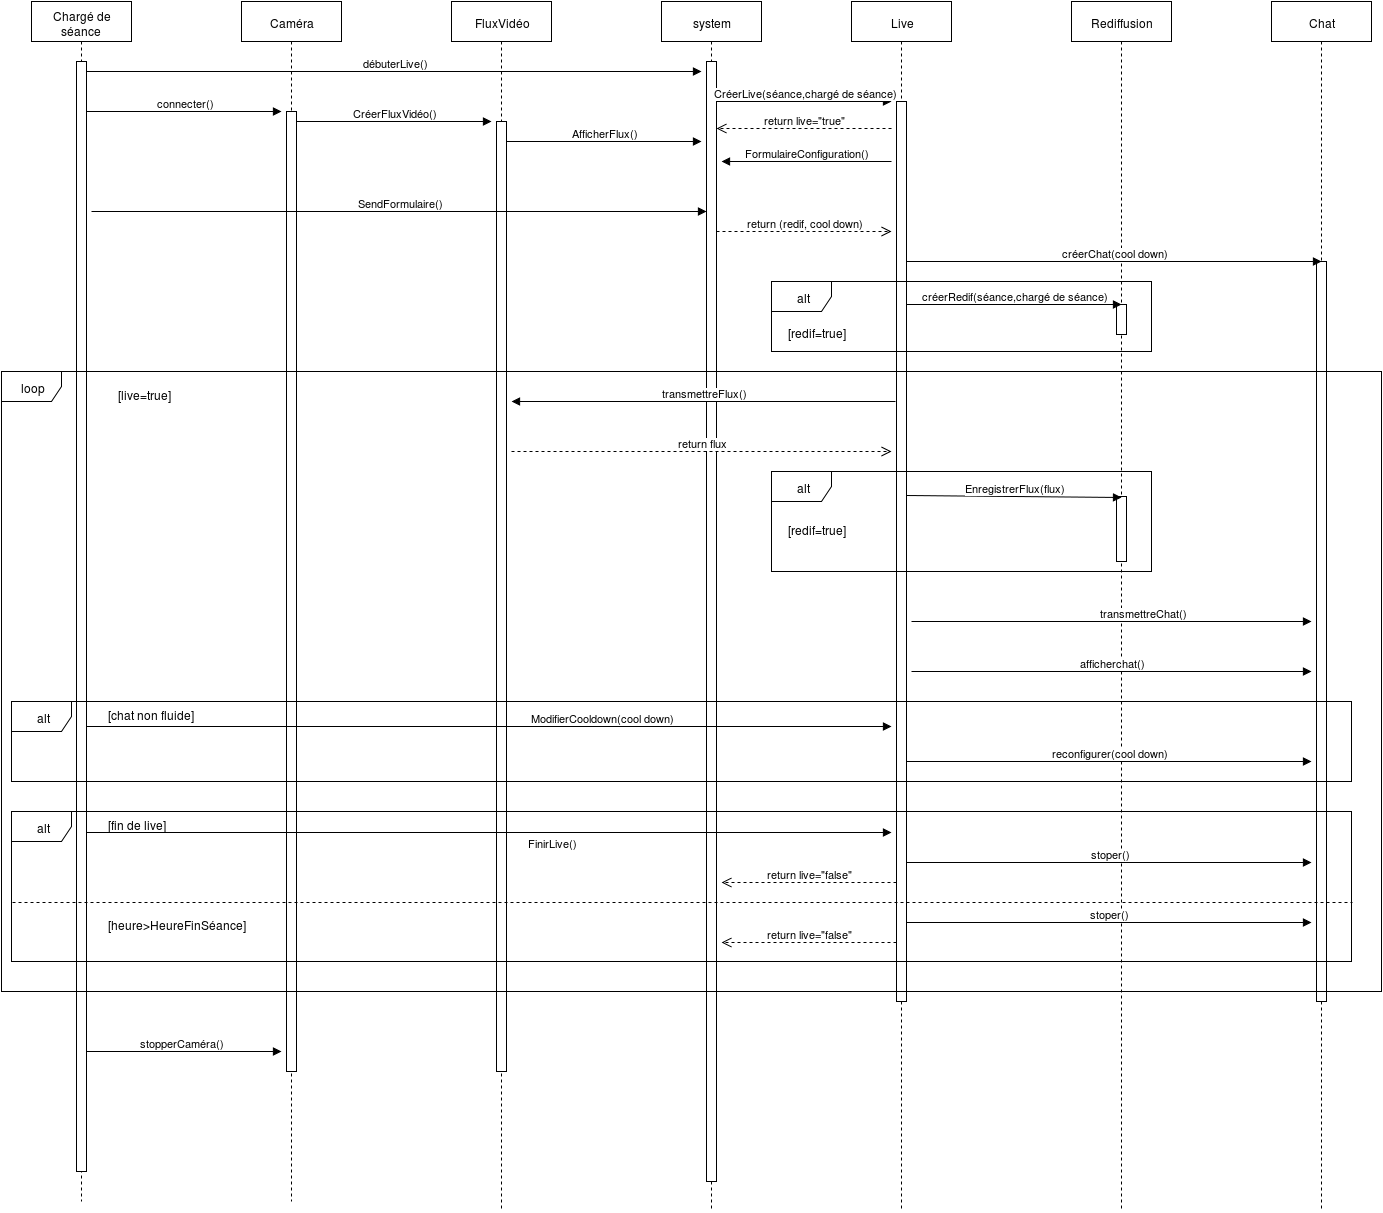 Chargé de
séance
Caméra
FluxVidéo
system
Live
Rediffusion
Chat
débuterLive()
CréerLive(séance,chargé de séance)
connecter()
CréerFluxVidéo()
return live="true"
AfficherFlux()
FormulaireConfiguration()
SendFormulaire()
return (redif, cool down)
créerChat(cool down)
alt
créerRedif(séance,chargé de séance)
[redif=true]
loop
[live=true]
transmettreFlux()
return flux
alt
EnregistrerFlux(flux)
[redif=true]
transmettreChat()
afficherchat()
alt
[chat non fluide]
ModifierCooldown(cool down)
reconfigurer(cool down)
alt
[fin de live]
FinirLive()
stoper()
return live="false"
stoper()
[heure>HeureFinSéance]
return live="false"
stopperCaméra()